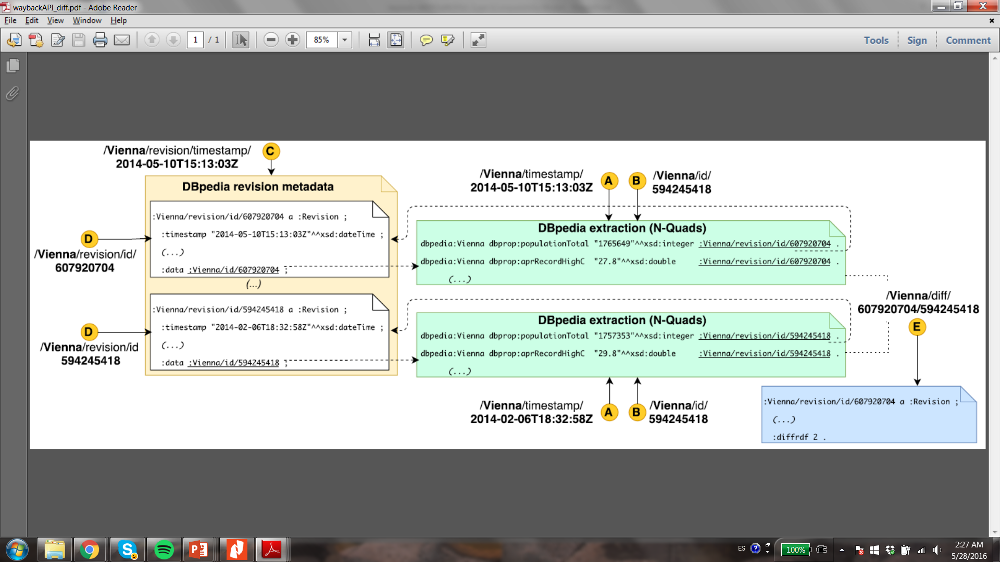 waybackAPI_diff.pdf - Adobe Reader
File Edit View Window Help
1 / 1
85%
Tools Sign Comment
/Vienna/revision/timestamp/
2014-05-10T15:13:03Z
C
DBpedia revision metadata
:Vienna/revision/id/607920704 a :Revision ;
:timestamp "2014-05-10T15:13:03Z"^^xsd:dateTime ;
(...)
:data :Vienna/id/607920704 ;
D
/Vienna/revision/id/
607920704
(...)
:Vienna/revision/id/594245418 a :Revision ;
:timestamp "2014-02-06T18:32:58Z"^^xsd:dateTime ;
(...)
:data :Vienna/id/594245418 ;
D
/Vienna/revision/id
594245418
/Vienna/timestamp/
2014-05-10T15:13:03Z
A
B
/Vienna/id/
594245418
DBpedia extraction (N-Quads)
dbpedia:Vienna dbprop:populationTotal "1765649"^^xsd:integer :Vienna/revision/id/607920704 .
dbpedia:Vienna dbprop:aprRecordHighC "27.8"^^xsd:double :Vienna/revision/id/607920704 .
(...)
DBpedia extraction (N-Quads)
dbpedia:Vienna dbprop:populationTotal "1757353"^^xsd:integer :Vienna/revision/id/594245418 .
dbpedia:Vienna dbprop:aprRecordHighC "29.8"^^xsd:double :Vienna/revision/id/594245418 .
(...)
/Vienna/timestamp/
2014-02-06T18:32:58Z
A
B
/Vienna/id/
594245418
/Vienna/diff/
607920704/594245418
E
:Vienna/revision/id/607920704 a :Revision ;
(...)
:diffrdf 2 .
5
ES
100%
2:27 AM
5/28/2016